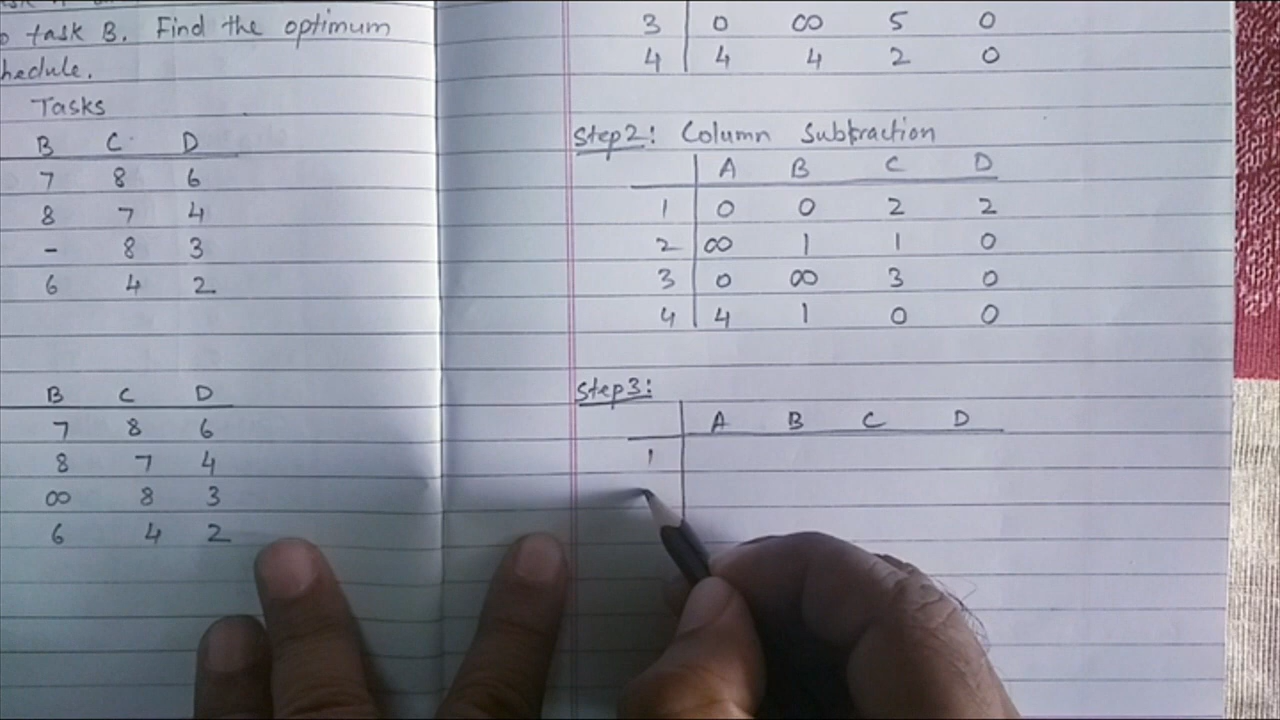 to task B. Find the optimum
schedule.
Tasks
B C D
7 8 6
8 7 4
- 8 3
6 4 2
B C D
7 8 6
8 7 4
∞ 8 3
6 4 2
3 0 ∞ 5 0
4 4 4 2 0
Step2: Column Subtraction
A B C D
1 0 0 2 2
2 ∞ 1 1 0
3 0 ∞ 3 0
4 4 1 0 0
Step3:
A B C D
1